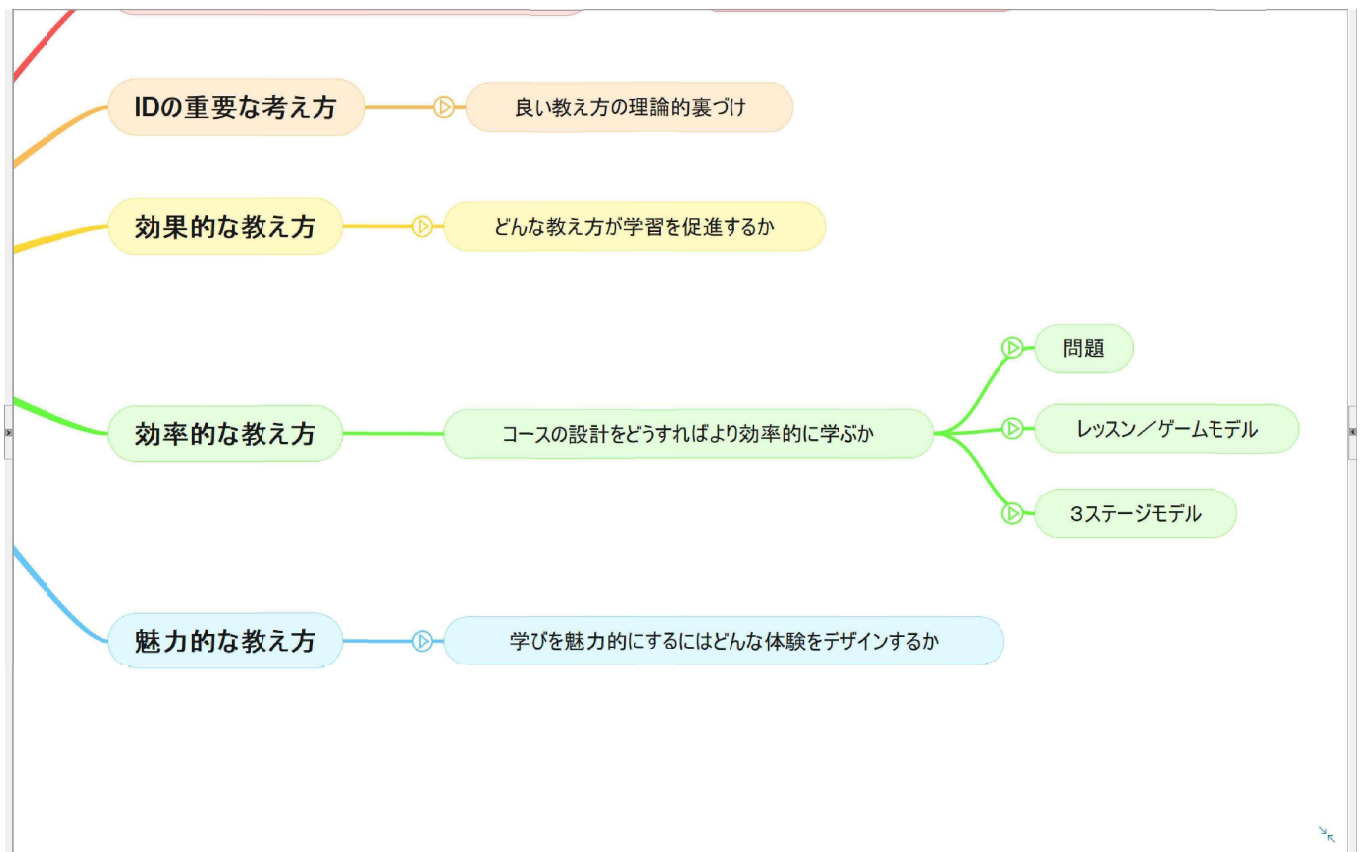 IDの重要な考え方
良い教え方の理論的裏づけ
効果的な教え方
どんな教え方が学習を促進するか
効率的な教え方
コースの設計をどうすればより効率的に学ぶか
問題
レッスン／ゲームモデル
3ステージモデル
魅力的な教え方
学びを魅力的にするにはどんな体験をデザインするか